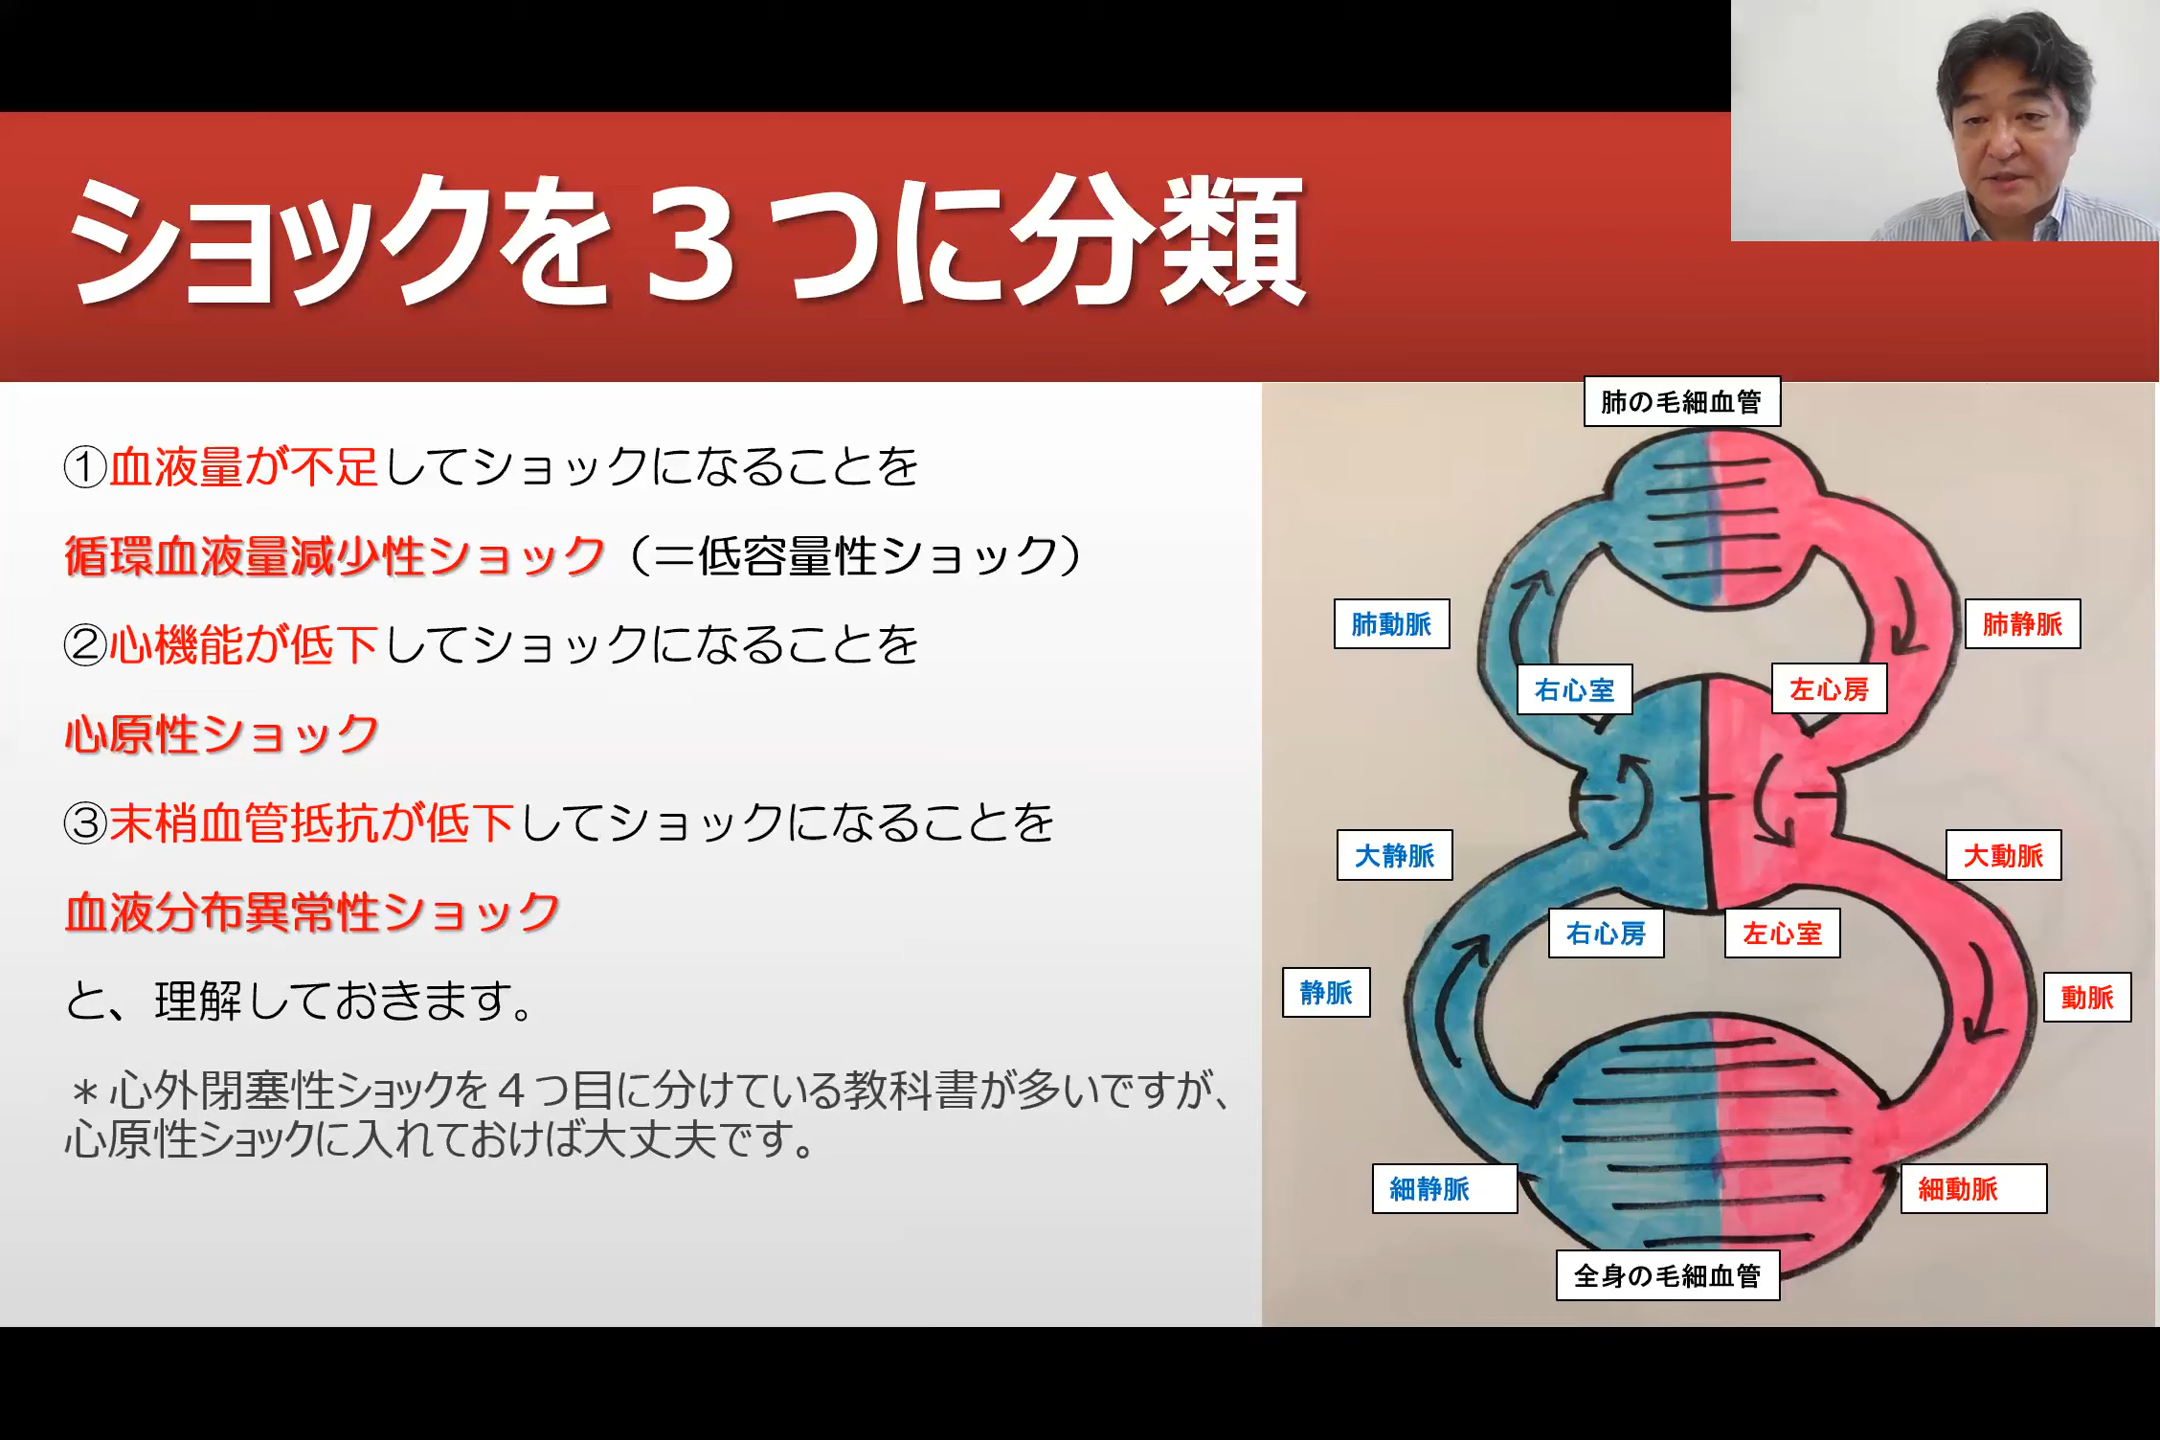 ショックを３つに分類
①血液量が不足してショックになることを
循環血液量減少性ショック（＝低容量性ショック）
②心機能が低下してショックになることを
心原性ショック
③末梢血管抵抗が低下してショックになることを
血液分布異常性ショック
と、理解しておきます。
＊心外閉塞性ショックを４つ目に分けている教科書が多いですが、
心原性ショックに入れておけば大丈夫です。
肺の毛細血管
肺動脈
肺静脈
右心室
左心房
大静脈
大動脈
右心房
左心室
静脈
動脈
細静脈
細動脈
全身の毛細血管